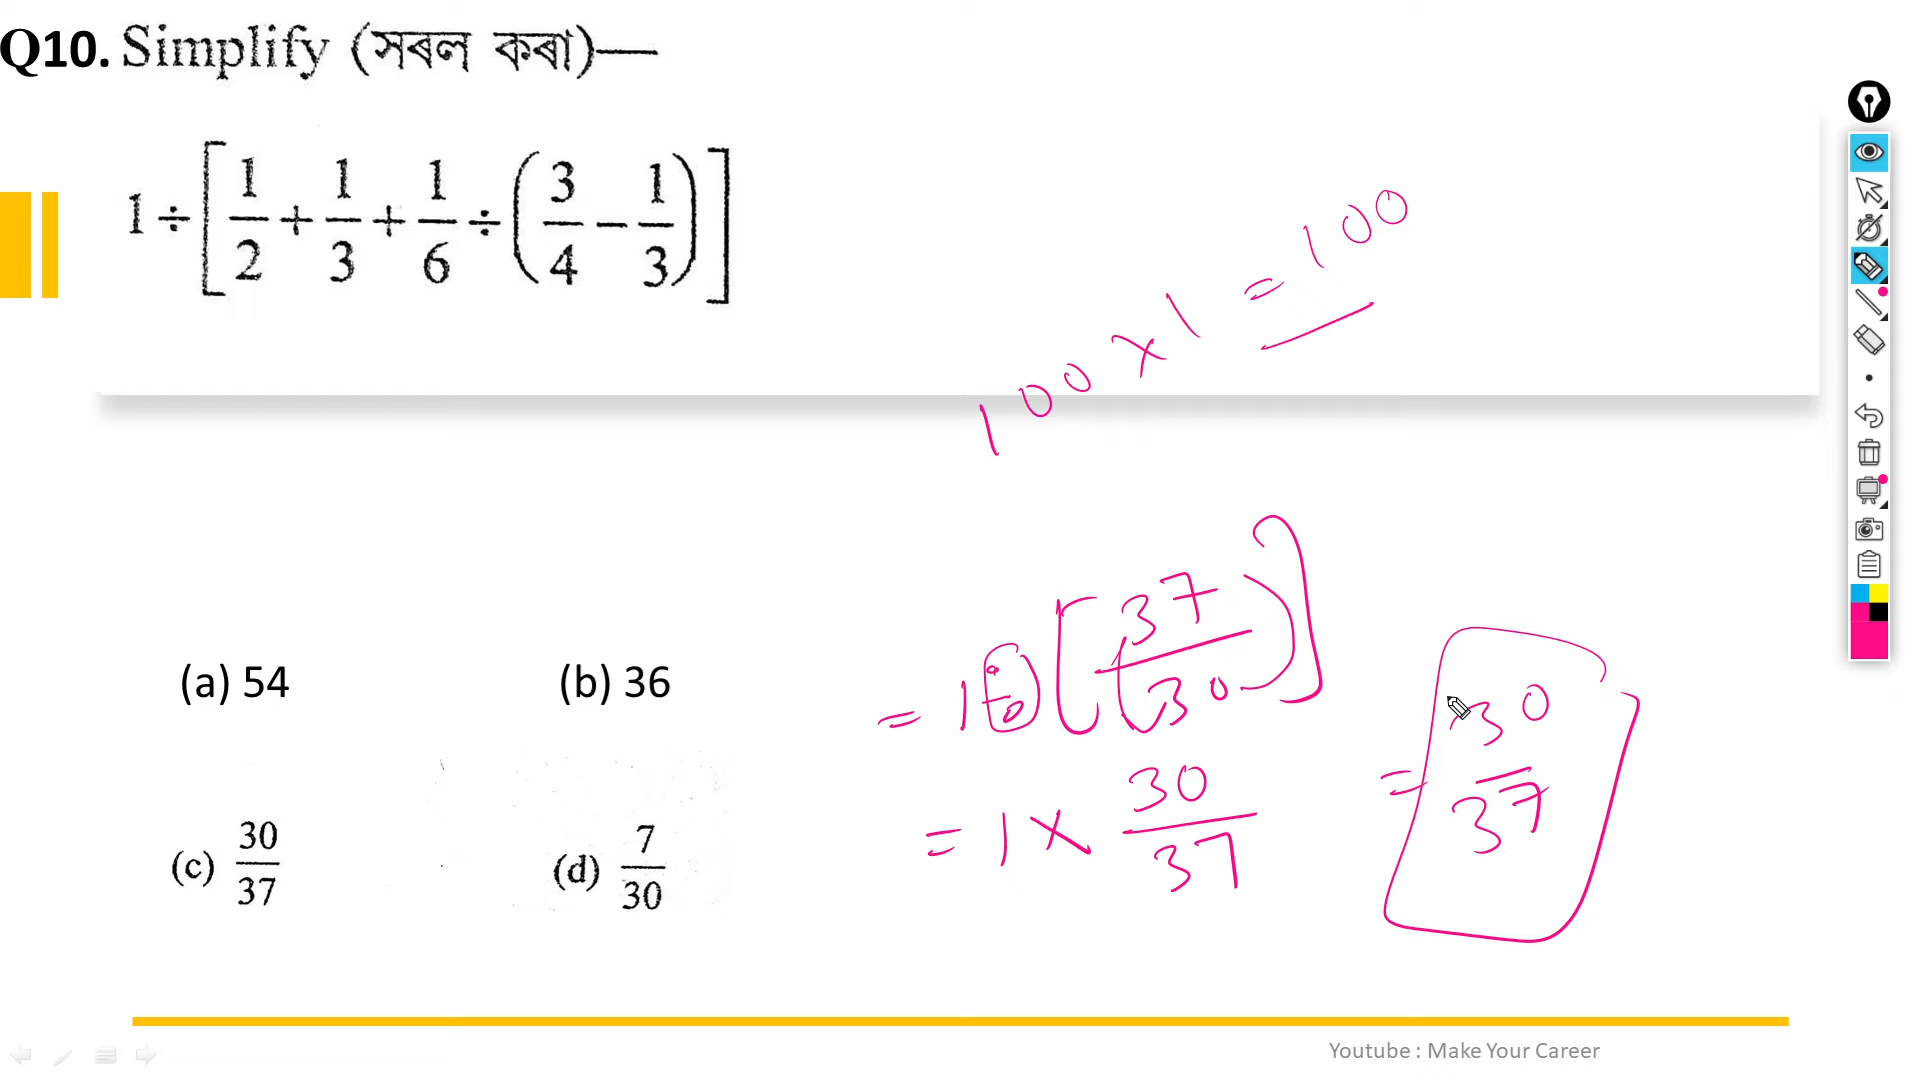 Q10. Simplify (সৰল কৰা)—
1 ÷ [1/2 + 1/3 + 1/6 ÷ (3/4 − 1/3)]
100 × 1 = 100
(a) 54 (b) 36
(c) 30/37 (d) 7/30
= 1 ÷ [(37/30)]
= 1 × 30/37
= 30/37
Youtube : Make Your Career